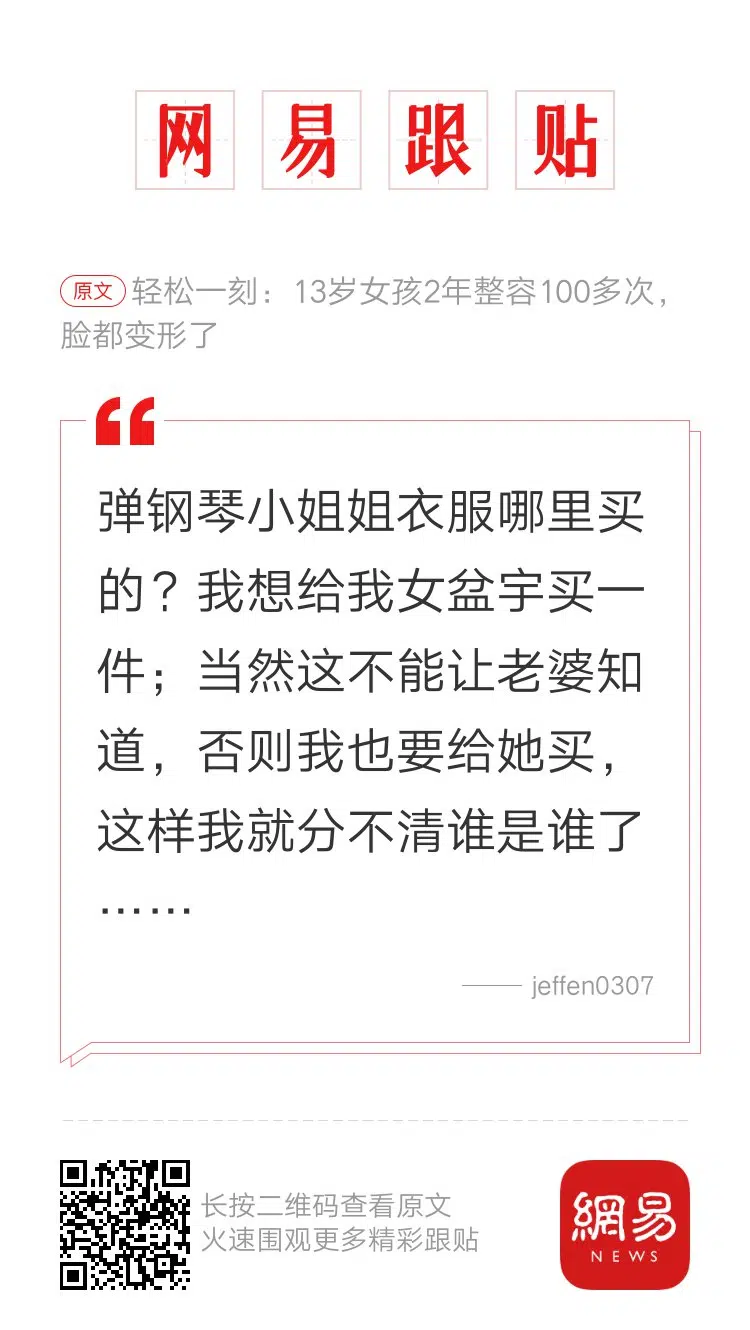 网易跟贴
原文 轻松一刻：13岁女孩2年整容100多次，
脸都变形了
弹钢琴小姐姐衣服哪里买
的？我想给我女盆宇买一
件；当然这不能让老婆知
道，否则我也要给她买，
这样我就分不清谁是谁了
……
—— jeffen0307
长按二维码查看原文
火速围观更多精彩跟贴
網易
NEWS